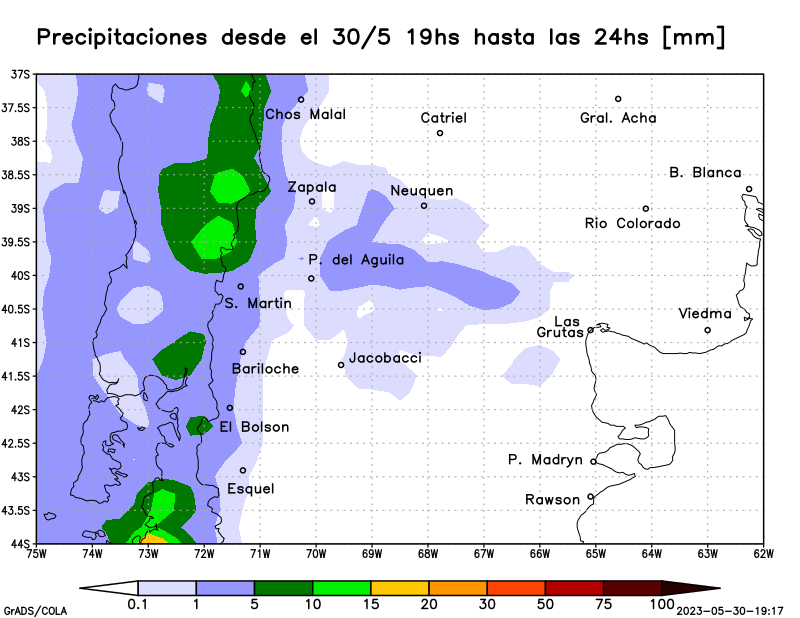 Precipitaciones desde el 30/5 19hs hasta las 24hs [mm]
37S
37.5S
38S
38.5S
39S
39.5S
40S
40.5S
41S
41.5S
42S
42.5S
43S
43.5S
44S
Chos Malal
Catriel
Gral. Acha
B. Blanca
Zapala
Neuquen
Rio Colorado
P. del Aguila
S. Martin
Viedma
Las
Grutas
Jacobacci
Bariloche
El Bolson
P. Madryn
Esquel
Rawson
75W 74W 73W 72W 71W 70W 69W 68W 67W 66W 65W 64W 63W 62W
0.1 1 5 10 15 20 30 50 75 100
GrADS/COLA
2023-05-30-19:17